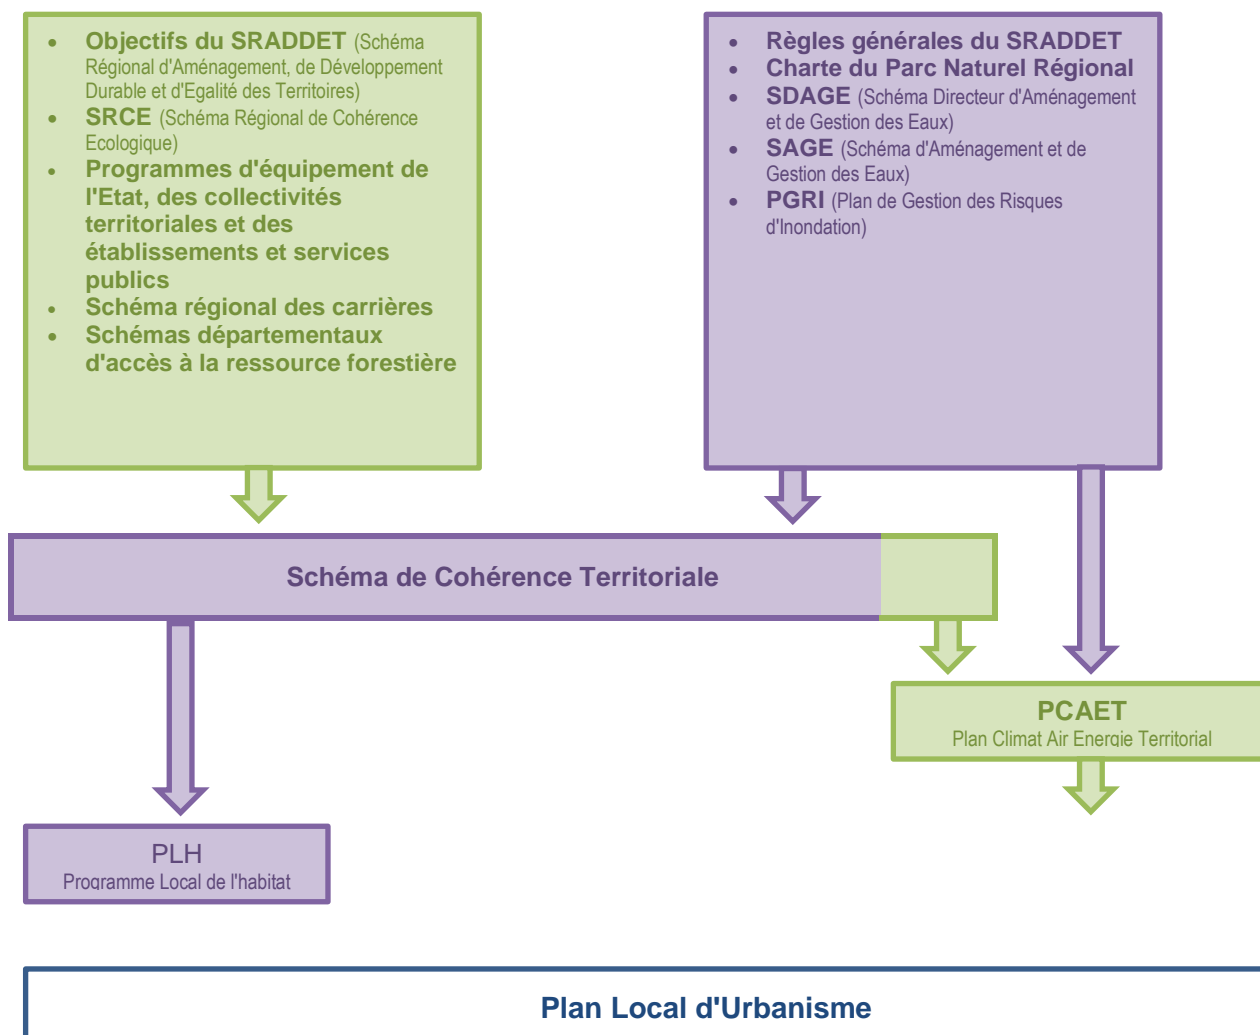 • Objectifs du SRADDET (Schéma
Régional d'Aménagement, de Développement
Durable et d'Egalité des Territoires)
• SRCE (Schéma Régional de Cohérence
Ecologique)
• Programmes d'équipement de
l'Etat, des collectivités
territoriales et des
établissements et services
publics
• Schéma régional des carrières
• Schémas départementaux
d'accès à la ressource forestière
• Règles générales du SRADDET
• Charte du Parc Naturel Régional
• SDAGE (Schéma Directeur d'Aménagement
et de Gestion des Eaux)
• SAGE (Schéma d'Aménagement et de
Gestion des Eaux)
• PGRI (Plan de Gestion des Risques
d'Inondation)
Schéma de Cohérence Territoriale
PCAET
Plan Climat Air Energie Territorial
PLH
Programme Local de l'habitat
Plan Local d'Urbanisme